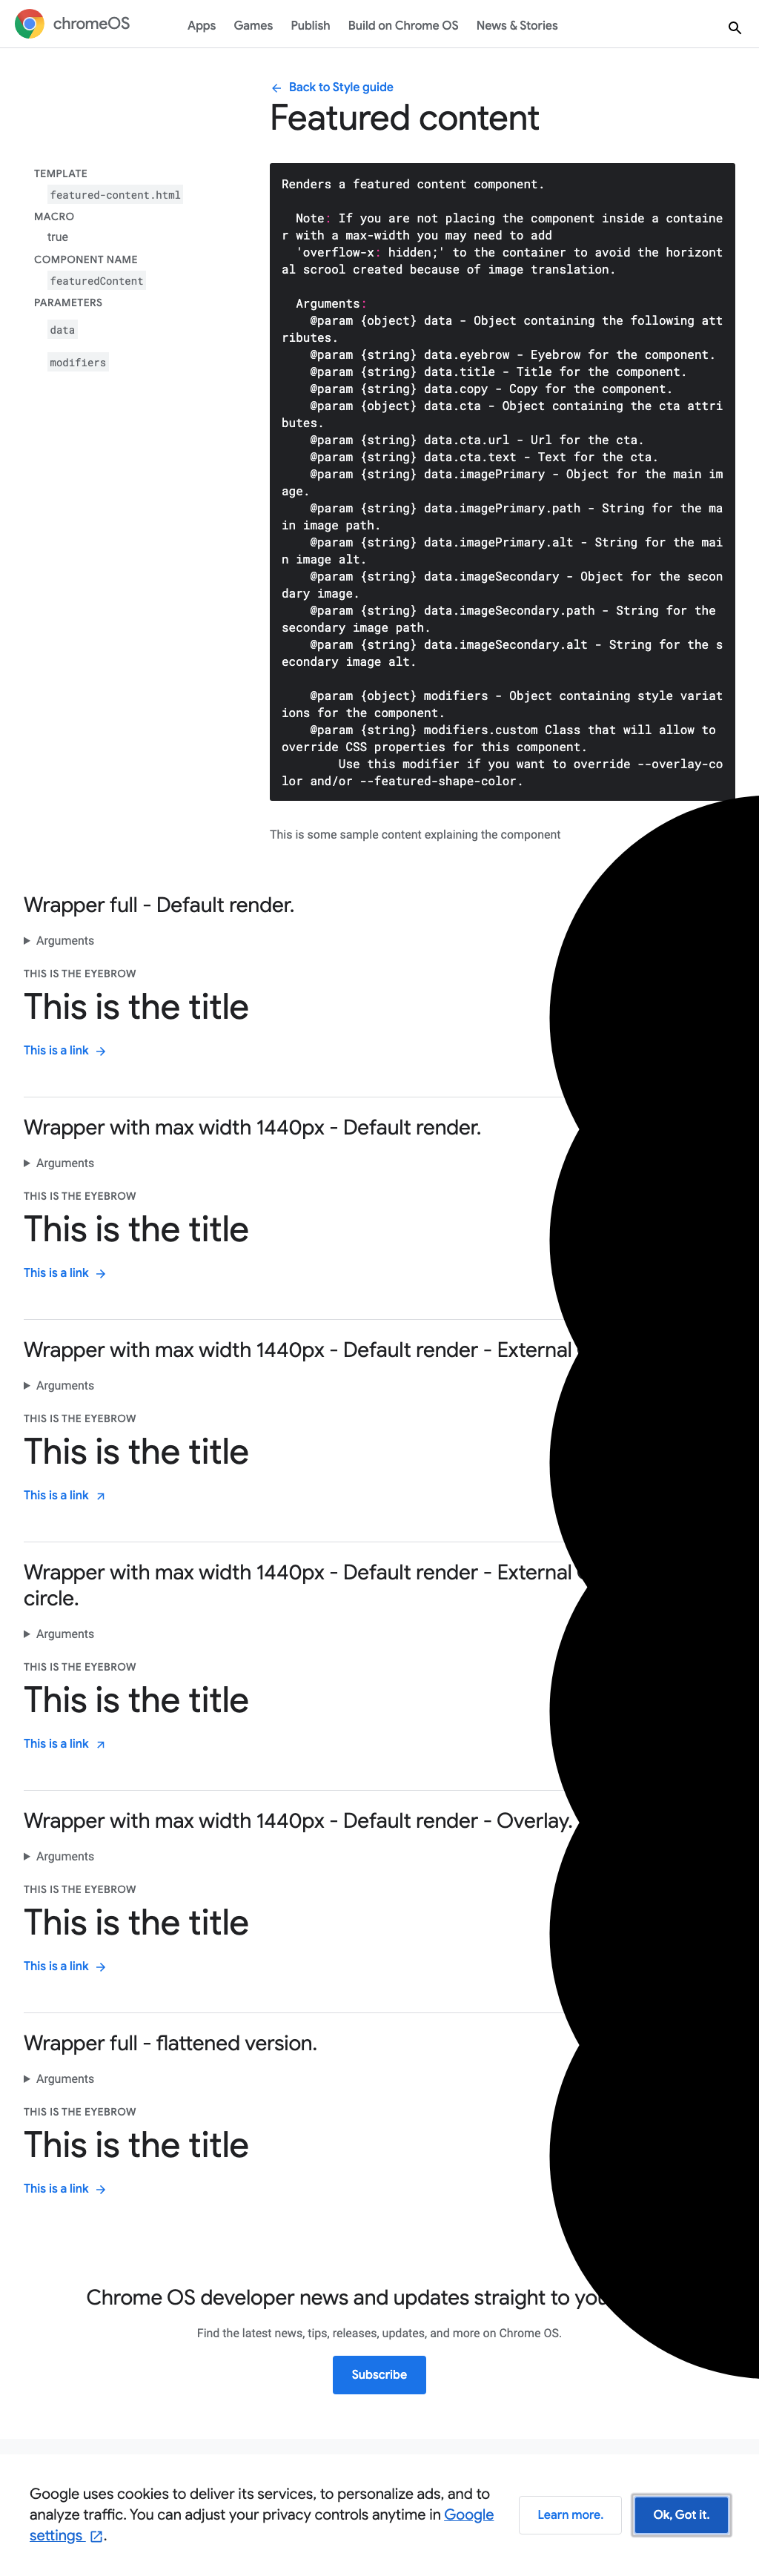 chromeOS
Apps
Games
Publish
Build on Chrome OS
News & Stories
Back to Style guide
Featured content
TEMPLATE
featured-content.html
MACRO
true
COMPONENT NAME
featuredContent
PARAMETERS
data
modifiers
Renders a featured content component.
Note: If you are not placing the component inside a containe
r with a max-width you may need to add
'overflow-x: hidden;' to the container to avoid the horizont
al scrool created because of image translation.
Arguments:
@param {object} data - Object containing the following att
ributes.
@param {string} data.eyebrow - Eyebrow for the component.
@param {string} data.title - Title for the component.
@param {string} data.copy - Copy for the component.
@param {object} data.cta - Object containing the cta attri
butes.
@param {string} data.cta.url - Url for the cta.
@param {string} data.cta.text - Text for the cta.
@param {string} data.imagePrimary - Object for the main im
age.
@param {string} data.imagePrimary.path - String for the ma
in image path.
@param {string} data.imagePrimary.alt - String for the mai
n image alt.
@param {string} data.imageSecondary - Object for the secon
dary image.
@param {string} data.imageSecondary.path - String for the
secondary image path.
@param {string} data.imageSecondary.alt - String for the s
econdary image alt.
@param {object} modifiers - Object containing style variat
ions for the component.
@param {string} modifiers.custom Class that will allow to
override CSS properties for this component.
Use this modifier if you want to override --overlay-co
lor and/or --featured-shape-color.
This is some sample content explaining the component
Wrapper full - Default render.
Arguments
THIS IS THE EYEBROW
This is the title
This is a link
Wrapper with max width 1440px - Default render.
Arguments
THIS IS THE EYEBROW
This is the title
This is a link
Wrapper with max width 1440px - Default render - External
Arguments
THIS IS THE EYEBROW
This is the title
This is a link
Wrapper with max width 1440px - Default render - External
circle.
Arguments
THIS IS THE EYEBROW
This is the title
This is a link
Wrapper with max width 1440px - Default render - Overlay.
Arguments
THIS IS THE EYEBROW
This is the title
This is a link
Wrapper full - flattened version.
Arguments
THIS IS THE EYEBROW
This is the title
This is a link
Chrome OS developer news and updates straight to
Find the latest news, tips, releases, updates, and more on Chrome OS.
Subscribe
Google uses cookies to deliver its services, to personalize ads, and to
analyze traffic. You can adjust your privacy controls anytime in Google
settings.
Learn more.
Ok, Got it.